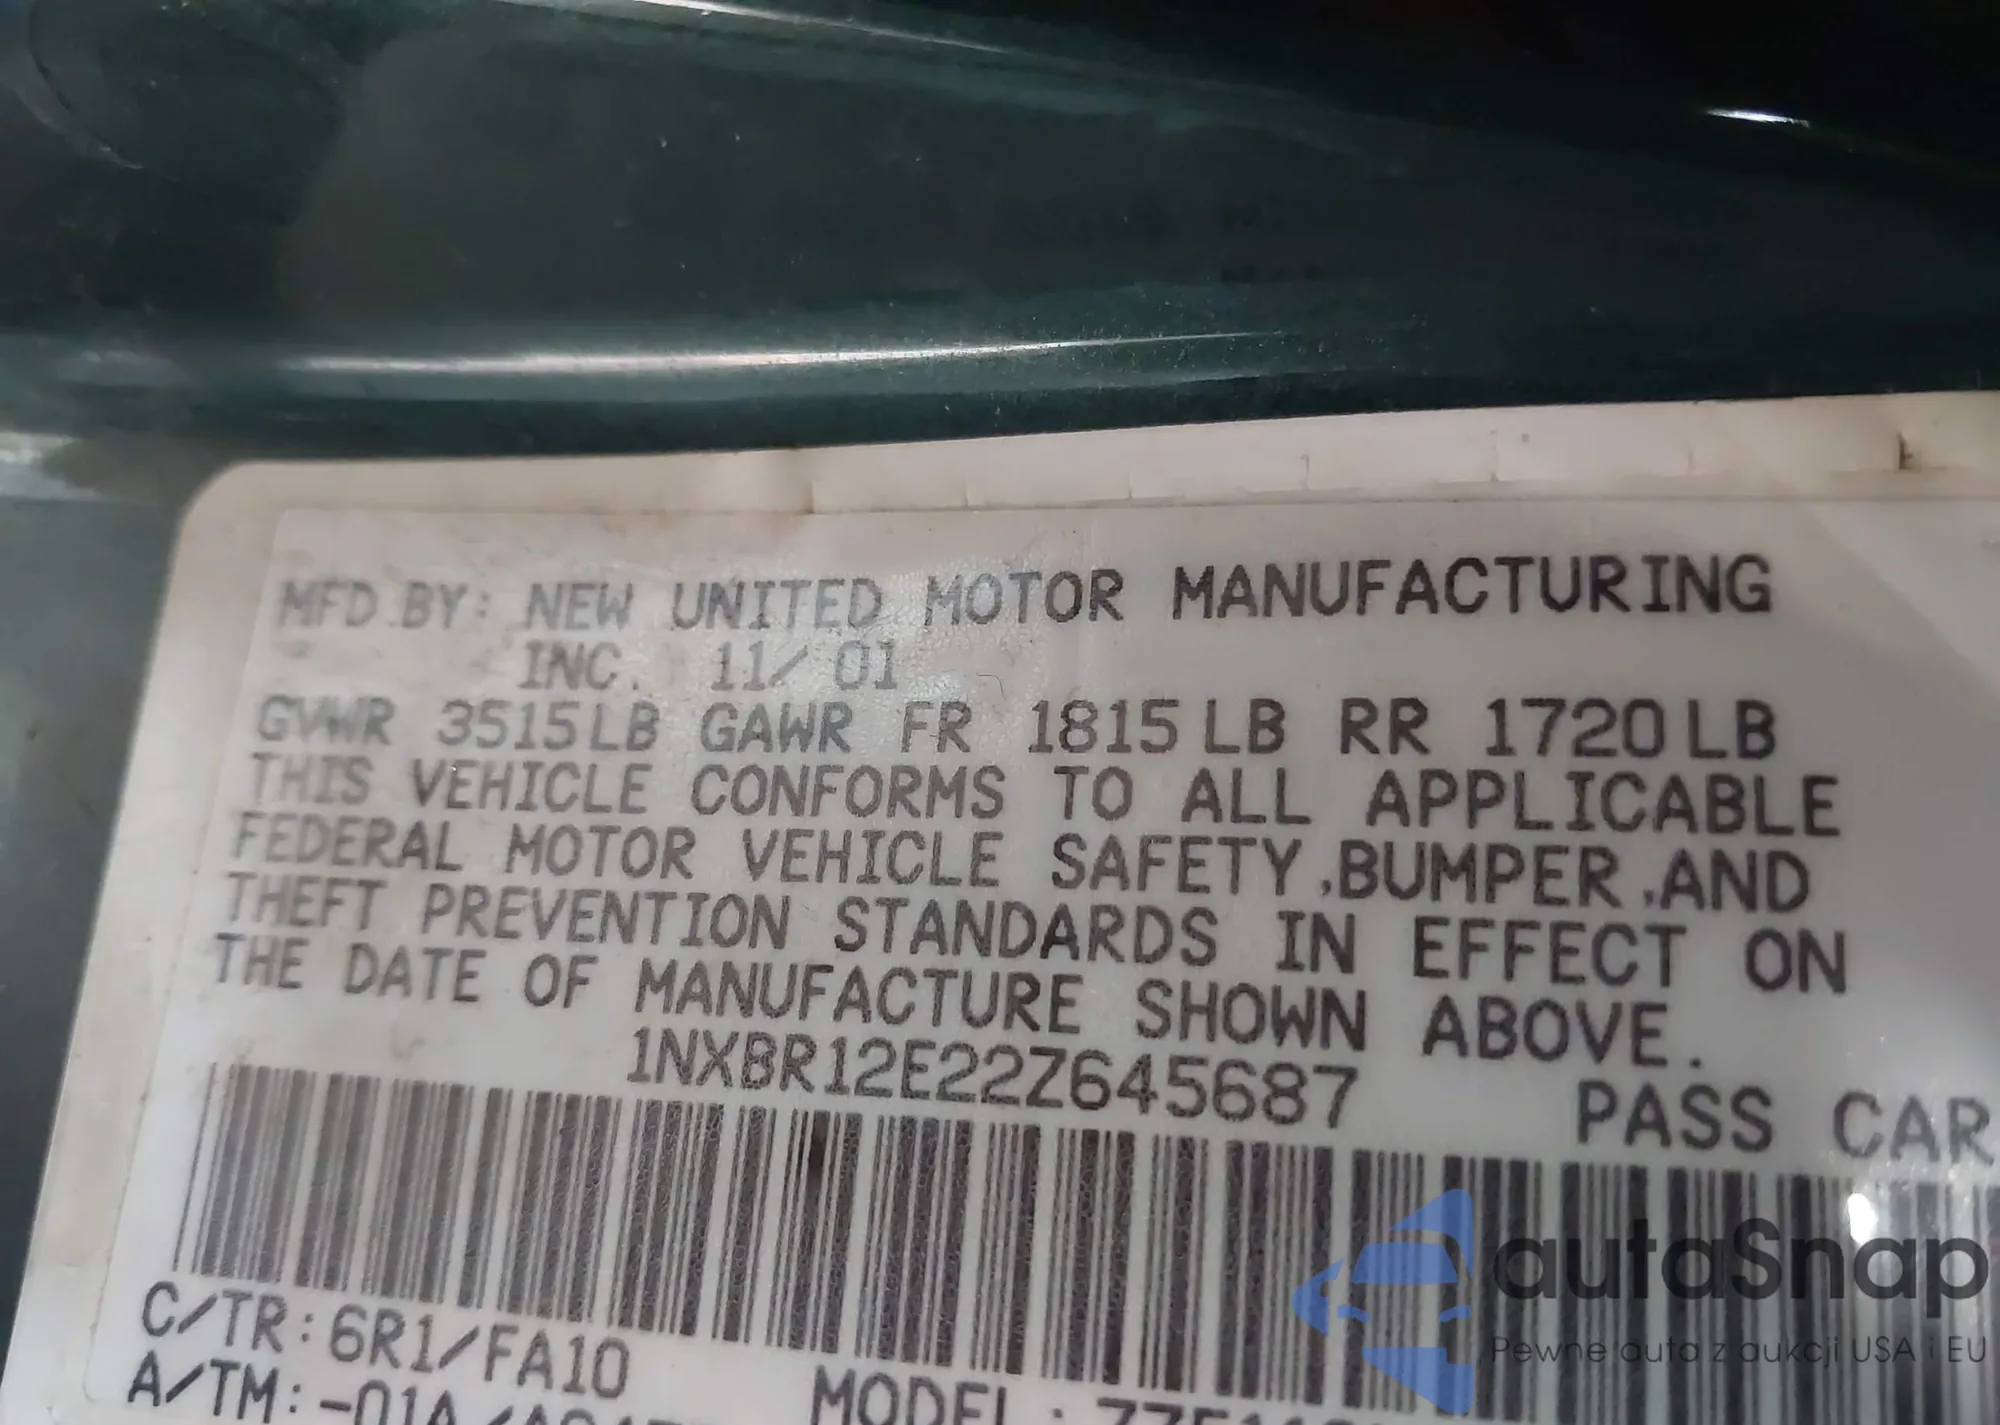 MFD.BY: NEW UNITED MOTOR MANUFACTURING
INC. 11/ 01
GVWR 3515LB GAWR FR 1815LB RR 1720LB
THIS VEHICLE CONFORMS TO ALL APPLICABLE
FEDERAL MOTOR VEHICLE SAFETY,BUMPER,AND
THEFT PREVENTION STANDARDS IN EFFECT ON
THE DATE OF MANUFACTURE SHOWN ABOVE.
1NXBR12E22Z645687 PASS CAR
C/TR: 6R1/FA10
A/TM: MODEL:
autaSnap
Pewne auta z aukcji USA i EU